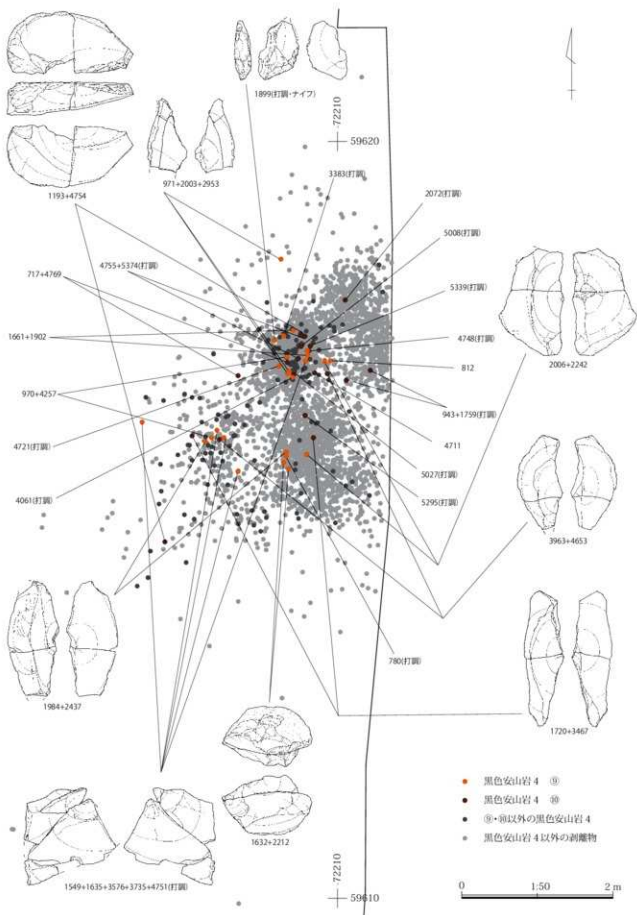 1899(打調・ナイフ)
72210
59620
1193+4754
971+2003+2953
3383(打調)
2072(打調)
4755+5374(打調)
5008(打調)
717+4769
5339(打調)
1661+1902
4748(打調)
2006+2242
812
970+4257
943+1759(打調)
4721(打調)
4711
5027(打調)
4061(打調)
5295(打調)
3963+4653
780(打調)
1984+2437
1720+3467
1632+2212
1549+1635+3576+3735+4751(打調)
黒色安山岩 4 ⑨
黒色安山岩 4 ⑩
⑨・⑩以外の黒色安山岩 4
黒色安山岩 4 以外の剥離物
72210
59610
0 1:50 2 m